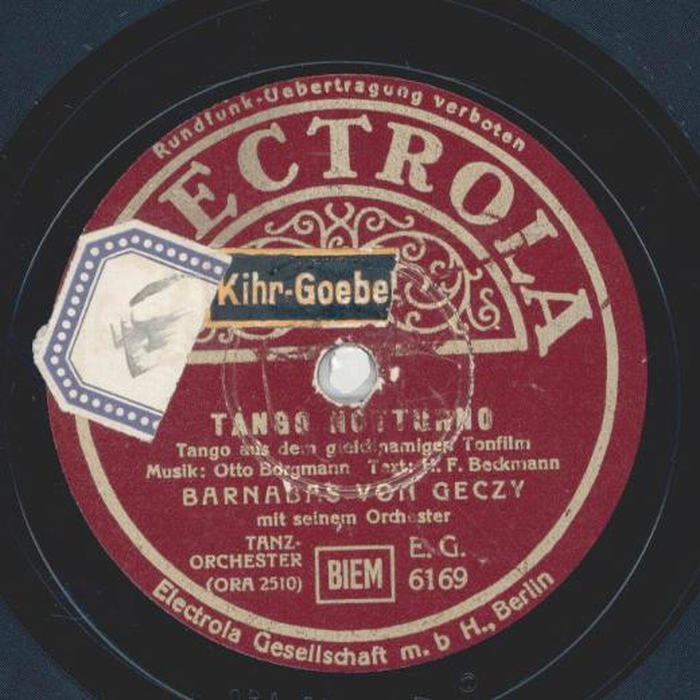 Rundfunk-Uebertragung verboten
ECTROLA
Kihr-Goebe
TANGO NOTTURNO
Tango aus dem gleichnamigen Tonfilm
Musik: Otto Borgmann Text: H. F. Beckmann
BARNABAS VON GECZY
mit seinem Orchester
TANZ-
ORCHESTER
(ORA 2510)
BIEM
E. G.
6169
Electrola Gesellschaft m. b H., Berlin